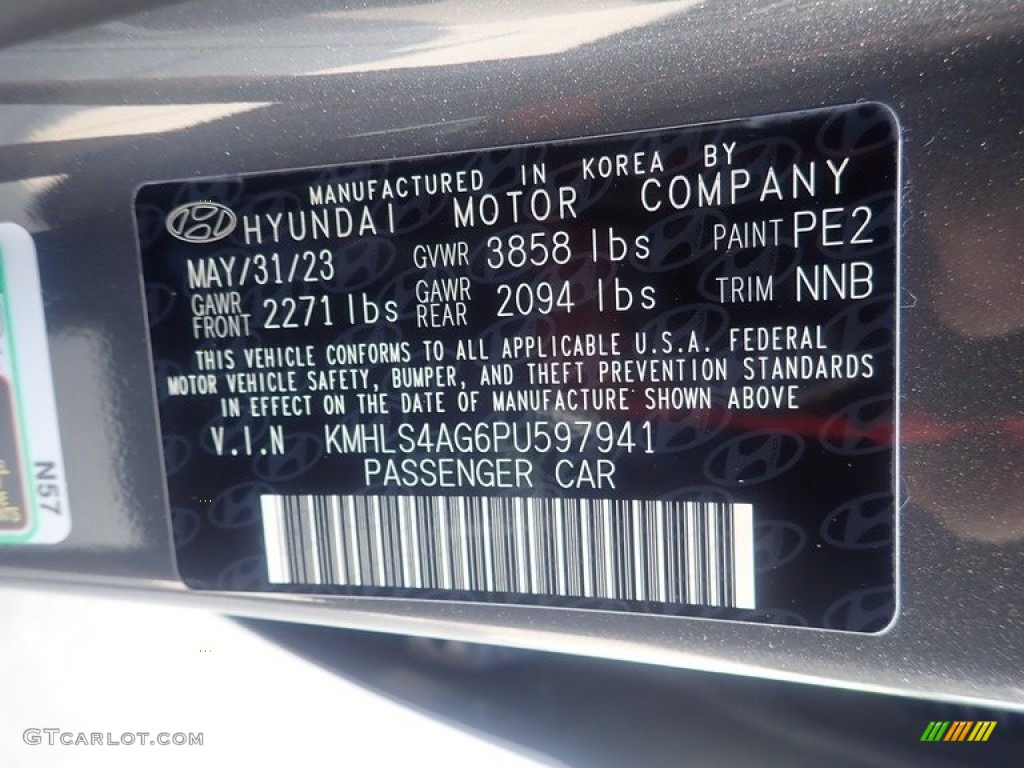 MANUFACTURED IN KOREA BY
HYUNDAI MOTOR COMPANY
MAY/31/23 GVWR 3858 lbs PAINT PE2
GAWR FRONT 2271 lbs GAWR REAR 2094 lbs TRIM NNB
THIS VEHICLE CONFORMS TO ALL APPLICABLE U.S.A. FEDERAL
MOTOR VEHICLE SAFETY, BUMPER, AND THEFT PREVENTION STANDARDS
IN EFFECT ON THE DATE OF MANUFACTURE SHOWN ABOVE
V.I.N KMHLS4AG6PU597941
PASSENGER CAR
N57
GTCARLOT.COM